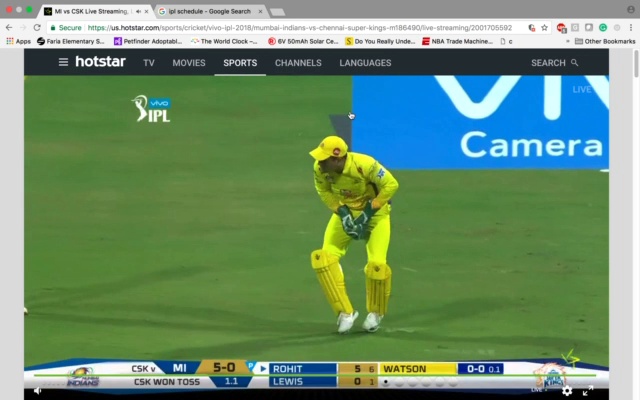 MI vs CSK Live Streaming,
ipl schedule - Google Search
Secure https://us.hotstar.com/sports/cricket/vivo-ipl-2018/mumbai-indians-vs-chennai-super-kings-m186490/live-streaming/2001705592
Apps Faria Elementary S... Petfinder Adoptabl... The World Clock —... 6V 50mAh Solar Ce... Do You Really Unde... NBA Trade Machine... c » Other Bookmarks
hotstar TV MOVIES SPORTS CHANNELS LANGUAGES SEARCH
LIVE
vivo
IPL
Camera
CSK v MI 5-0 P ROHIT 5 6 WATSON 0-0 0.1
CSK WON TOSS 1.1 LEWIS 0 1
INDIANS
LIVE